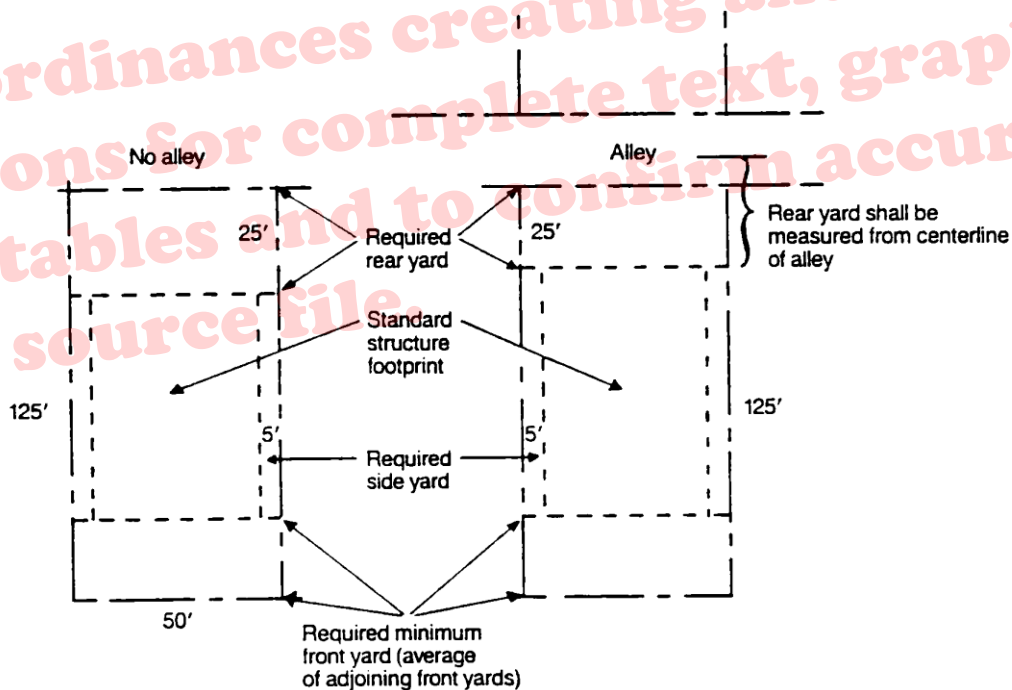 ordinances creating and
ons for complete text, grap
tables and to confirm accur
source file.
No alley
Alley
25'
Required
rear yard
25'
Rear yard shall be
measured from centerline
of alley
Standard
structure
footprint
125'
125'
5'
5'
Required
side yard
50'
Required minimum
front yard (average
of adjoining front yards)